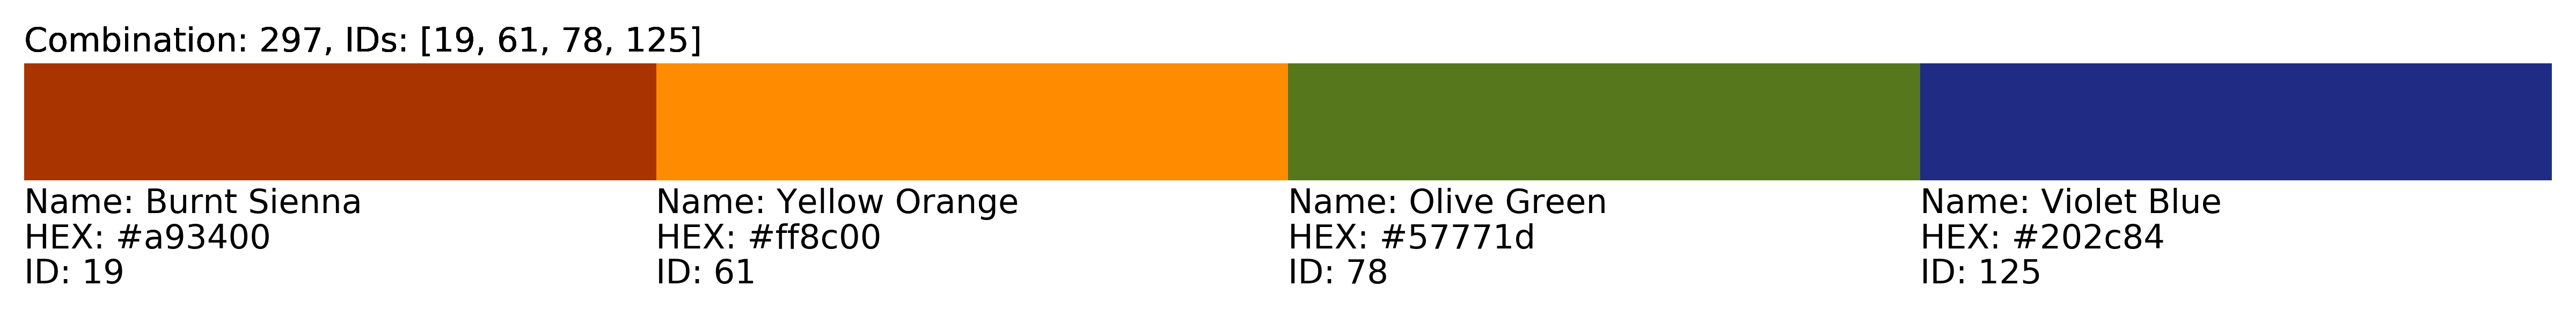 Combination: 297, IDs: [19, 61, 78, 125]
Name: Burnt Sienna
HEX: #a93400
ID: 19
Name: Yellow Orange
HEX: #ff8c00
ID: 61
Name: Olive Green
HEX: #57771d
ID: 78
Name: Violet Blue
HEX: #202c84
ID: 125